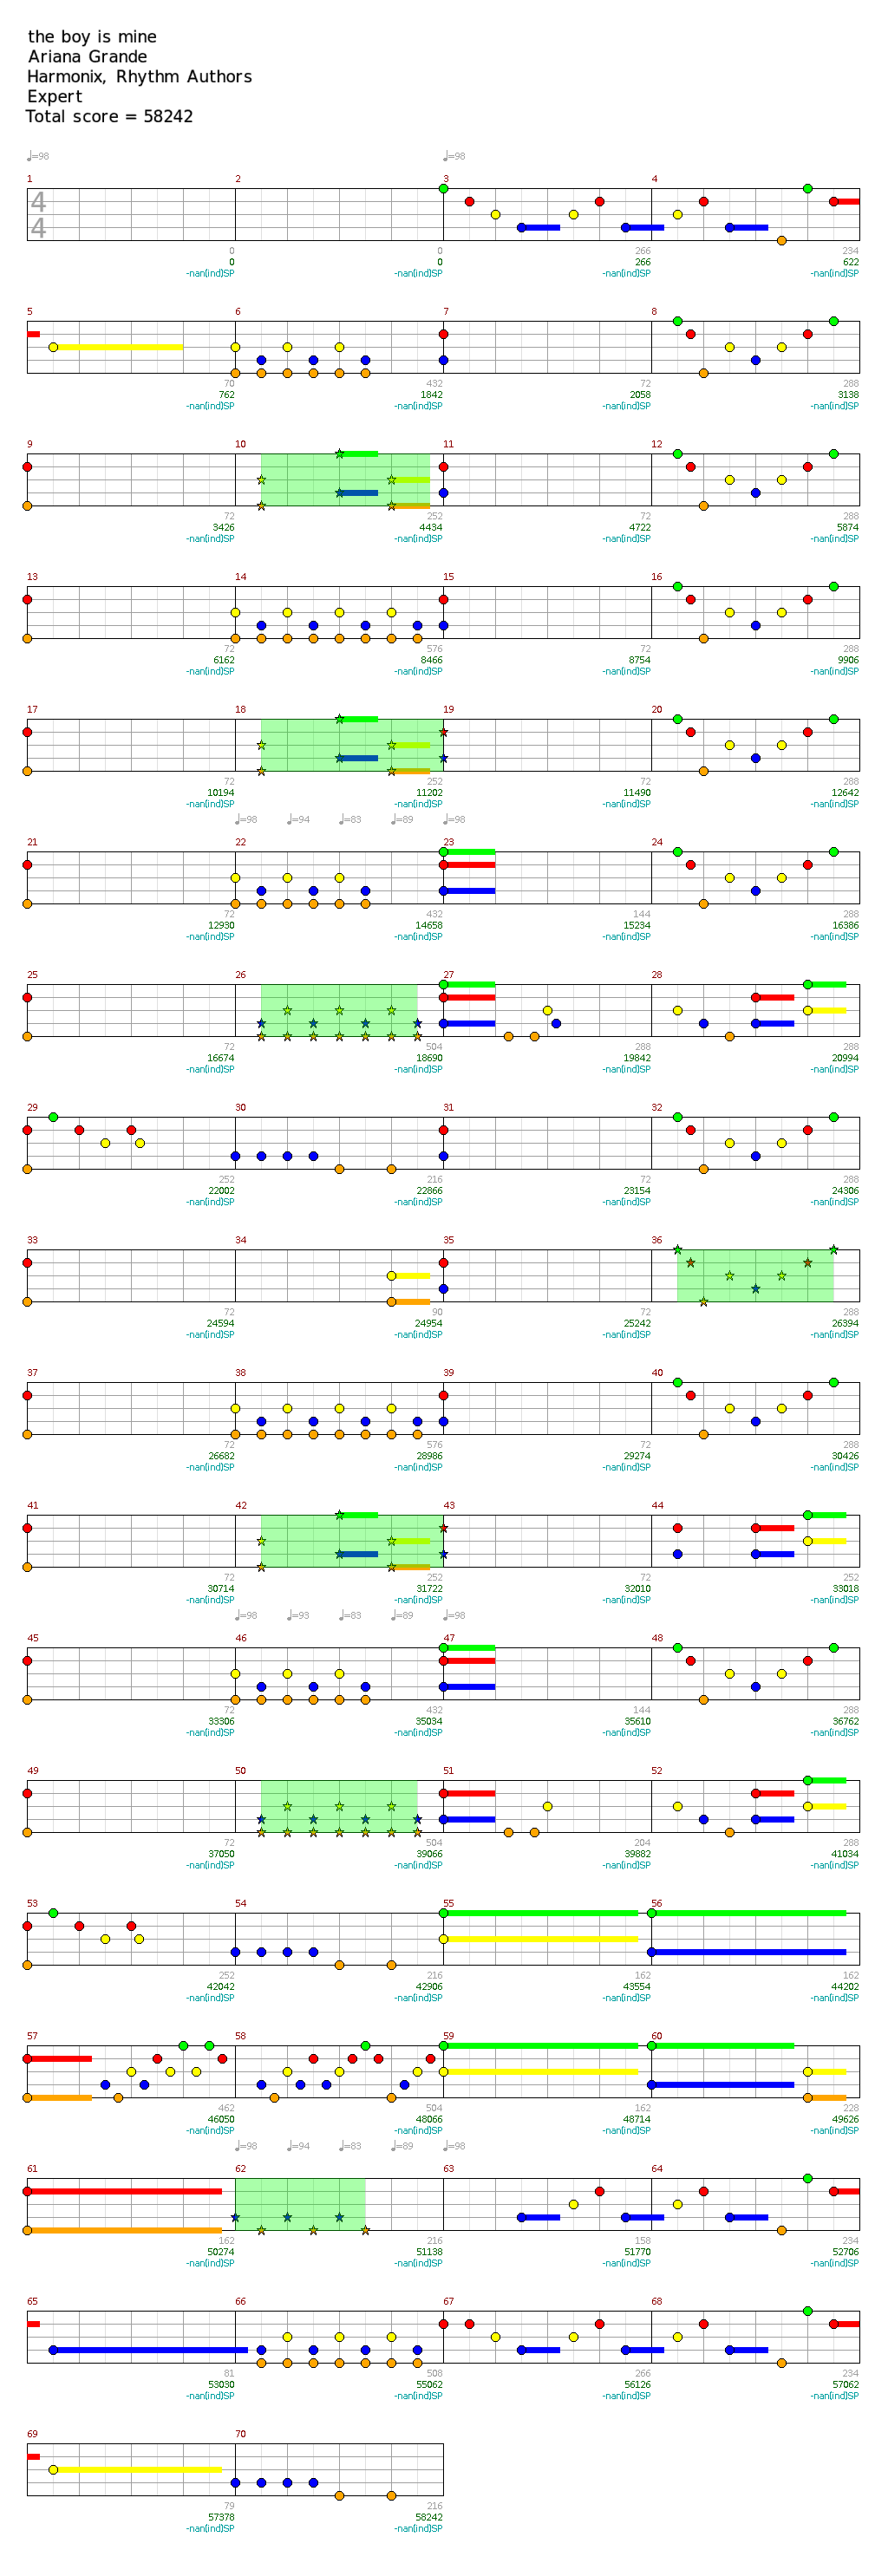 the boy is mine
Ariana Grande
Harmonix, Rhythm Authors
Expert
Total score = 58242
♩=98 ♩=98
1 2 3 4
4
4
0 0 266 234
0 0 266 622
-nan(ind)SP -nan(ind)SP -nan(ind)SP -nan(ind)SP
5 6 7 8
70 432 72 288
762 1842 2058 3138
-nan(ind)SP -nan(ind)SP -nan(ind)SP -nan(ind)SP
9 10 11 12
72 252 72 288
3426 4434 4722 5874
-nan(ind)SP -nan(ind)SP -nan(ind)SP -nan(ind)SP
13 14 15 16
72 576 72 288
6162 8466 8754 9906
-nan(ind)SP -nan(ind)SP -nan(ind)SP -nan(ind)SP
17 18 19 20
72 252 72 288
10194 11202 11490 12642
-nan(ind)SP -nan(ind)SP -nan(ind)SP -nan(ind)SP
♩=98 ♩=94 ♩=83 ♩=89 ♩=98
21 22 23 24
72 432 144 288
12930 14658 15234 16386
-nan(ind)SP -nan(ind)SP -nan(ind)SP -nan(ind)SP
25 26 27 28
72 504 288 288
16674 18690 19842 20994
-nan(ind)SP -nan(ind)SP -nan(ind)SP -nan(ind)SP
29 30 31 32
252 216 72 288
22002 22866 23154 24306
-nan(ind)SP -nan(ind)SP -nan(ind)SP -nan(ind)SP
33 34 35 36
72 90 72 288
24594 24954 25242 26394
-nan(ind)SP -nan(ind)SP -nan(ind)SP -nan(ind)SP
37 38 39 40
72 576 72 288
26682 28986 29274 30426
-nan(ind)SP -nan(ind)SP -nan(ind)SP -nan(ind)SP
41 42 43 44
72 252 72 252
30714 31722 32010 33018
-nan(ind)SP -nan(ind)SP -nan(ind)SP -nan(ind)SP
♩=98 ♩=93 ♩=83 ♩=89 ♩=98
45 46 47 48
72 432 144 288
33306 35034 35610 36762
-nan(ind)SP -nan(ind)SP -nan(ind)SP -nan(ind)SP
49 50 51 52
72 504 204 288
37050 39066 39882 41034
-nan(ind)SP -nan(ind)SP -nan(ind)SP -nan(ind)SP
53 54 55 56
252 216 162 162
42042 42906 43554 44202
-nan(ind)SP -nan(ind)SP -nan(ind)SP -nan(ind)SP
57 58 59 60
462 504 162 228
46050 48066 48714 49626
-nan(ind)SP -nan(ind)SP -nan(ind)SP -nan(ind)SP
♩=98 ♩=94 ♩=83 ♩=89 ♩=98
61 62 63 64
162 216 158 234
50274 51138 51770 52706
-nan(ind)SP -nan(ind)SP -nan(ind)SP -nan(ind)SP
65 66 67 68
81 508 266 234
53030 55062 56126 57062
-nan(ind)SP -nan(ind)SP -nan(ind)SP -nan(ind)SP
69 70
79 216
57378 58242
-nan(ind)SP -nan(ind)SP